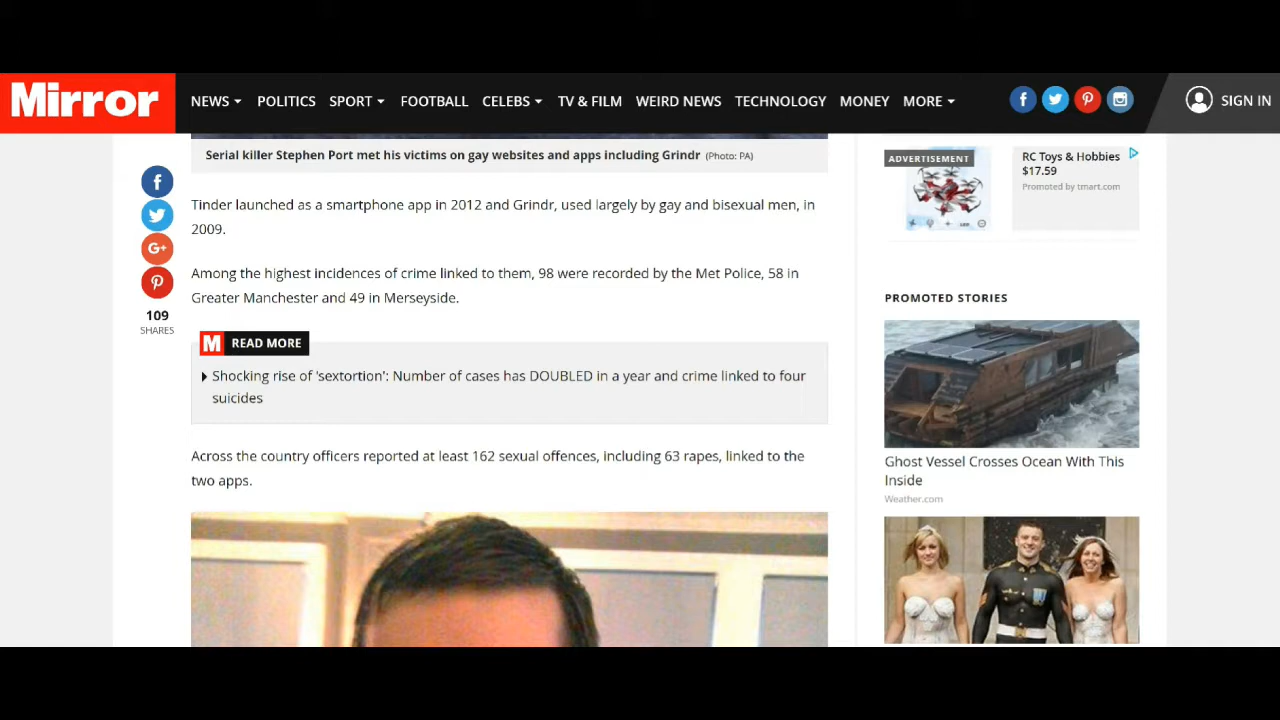 Mirror
NEWS
POLITICS
SPORT
FOOTBALL
CELEBS
TV & FILM
WEIRD NEWS
TECHNOLOGY
MONEY
MORE
SIGN IN
Serial killer Stephen Port met his victims on gay websites and apps including Grindr (Photo: PA)
Tinder launched as a smartphone app in 2012 and Grindr, used largely by gay and bisexual men, in
2009.
Among the highest incidences of crime linked to them, 98 were recorded by the Met Police, 58 in
Greater Manchester and 49 in Merseyside.
109
SHARES
M READ MORE
Shocking rise of 'sextortion': Number of cases has DOUBLED in a year and crime linked to four
suicides
Across the country officers reported at least 162 sexual offences, including 63 rapes, linked to the
two apps.
ADVERTISEMENT
RC Toys & Hobbies
$17.59
Promoted by tmart.com
PROMOTED STORIES
Ghost Vessel Crosses Ocean With This
Inside
Weather.com